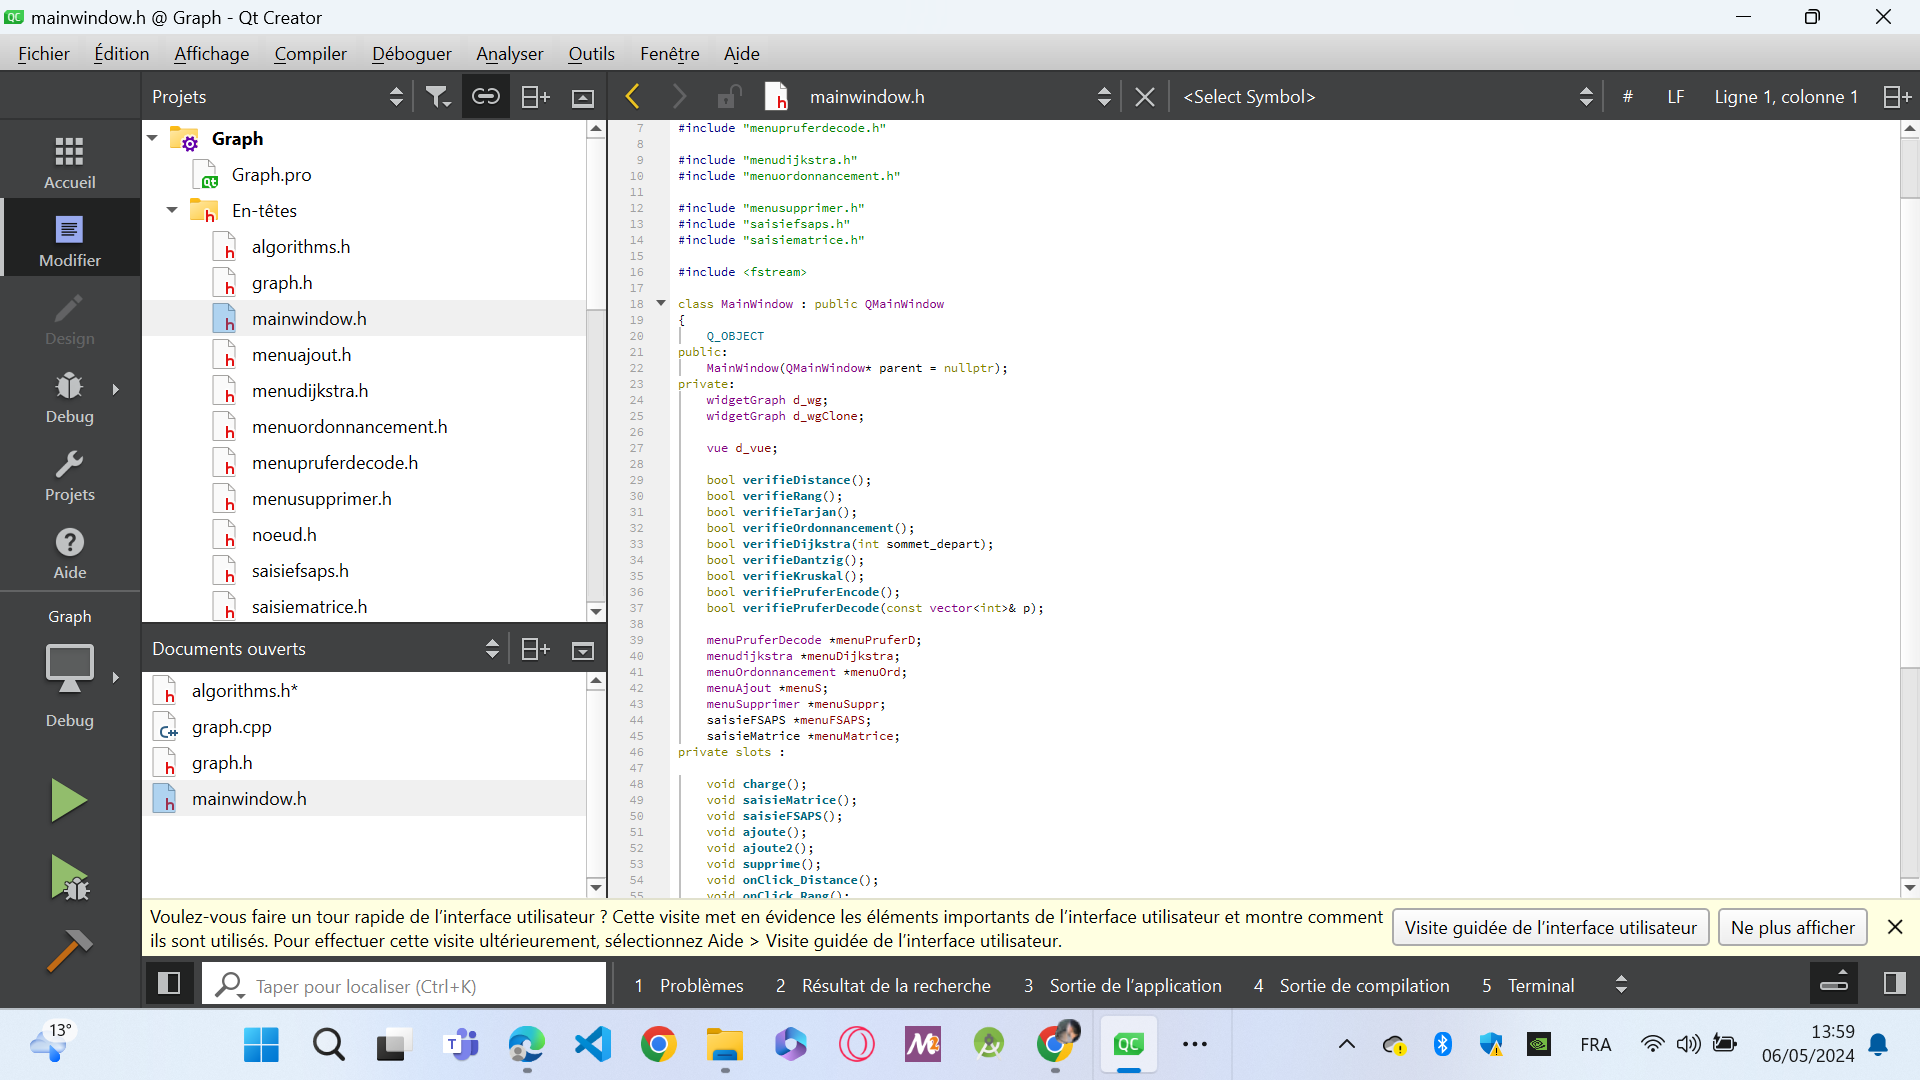 mainwindow.h @ Graph - Qt Creator
Fichier Édition Affichage Compiler Déboguer Analyser Outils Fenêtre Aide
Projets
mainwindow.h
<Select Symbol>
# LF Ligne 1, colonne 1
Accueil
Modifier
Design
Debug
Projets
Aide
Graph
Debug
Graph
Graph.pro
En-têtes
algorithms.h
graph.h
mainwindow.h
menuajout.h
menudijkstra.h
menuordonnancement.h
menupruferdecode.h
menusupprimer.h
noeud.h
saisiefsaps.h
saisiematrice.h
Documents ouverts
algorithms.h*
graph.cpp
graph.h
mainwindow.h
7 #include "menupruferdecode.h"
8
9 #include "menudijkstra.h"
10 #include "menuordonnancement.h"
11
12 #include "menusupprimer.h"
13 #include "saisiefsaps.h"
14 #include "saisiematrice.h"
15
16 #include <fstream>
17
18 class MainWindow : public QMainWindow
19 {
20 Q_OBJECT
21 public:
22 MainWindow(QMainWindow* parent = nullptr);
23 private:
24 widgetGraph d_wg;
25 widgetGraph d_wgClone;
26
27 vue d_vue;
28
29 bool verifieDistance();
30 bool verifieRang();
31 bool verifieTarjan();
32 bool verifieOrdonnancement();
33 bool verifieDijkstra(int sommet_depart);
34 bool verifieDantzig();
35 bool verifieKruskal();
36 bool verifiePruferEncode();
37 bool verifiePruferDecode(const vector<int>& p);
38
39 menuPruferDecode *menuPruferD;
40 menudijkstra *menuDijkstra;
41 menuOrdonnancement *menuOrd;
42 menuAjout *menuS;
43 menuSupprimer *menuSuppr;
44 saisieFSAPS *menuFSAPS;
45 saisieMatrice *menuMatrice;
46 private slots :
47
48 void charge();
49 void saisieMatrice();
50 void saisieFSAPS();
51 void ajoute();
52 void ajoute2();
53 void supprime();
54 void onClick_Distance();
55 void onClick_Rang();
Voulez-vous faire un tour rapide de l'interface utilisateur ? Cette visite met en évidence les éléments importants de l'interface utilisateur et montre comment
ils sont utilisés. Pour effectuer cette visite ultérieurement, sélectionnez Aide > Visite guidée de l'interface utilisateur.
Visite guidée de l'interface utilisateur
Ne plus afficher
Taper pour localiser (Ctrl+K)
1 Problèmes 2 Résultat de la recherche 3 Sortie de l'application 4 Sortie de compilation 5 Terminal
13°
FRA
13:59
06/05/2024